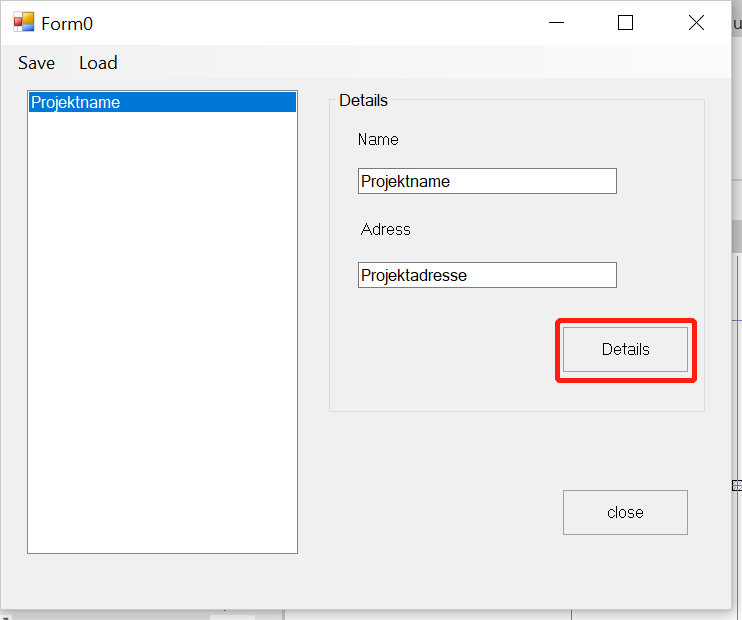 Form0
Save Load
Projektname
Details
Name
Projektname
Adress
Projektadresse
Details
close